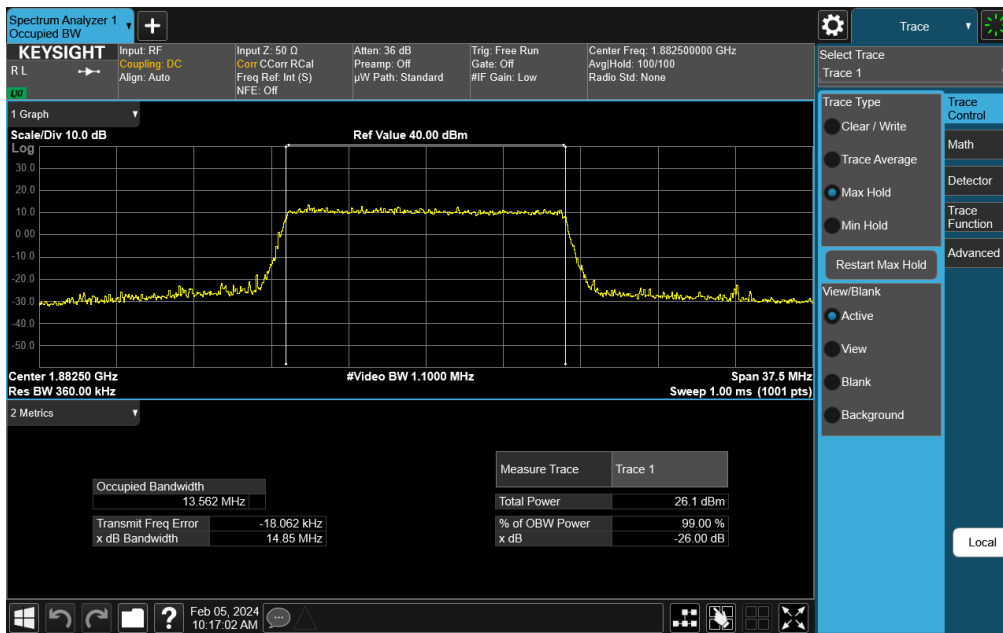 Spectrum Analyzer 1
Occupied BW
Trace
KEYSIGHT
R L
LXI
Input: RF
Coupling: DC
Align: Auto
Input Z: 50 Ω
Corr CCorr RCal
Freq Ref: Int (S)
NFE: Off
Atten: 36 dB
Preamp: Off
µW Path: Standard
Trig: Free Run
Gate: Off
#IF Gain: Low
Center Freq: 1.882500000 GHz
Avg|Hold: 100/100
Radio Std: None
Select Trace
Trace 1
1 Graph
Scale/Div 10.0 dB
Ref Value 40.00 dBm
Log
30.0
20.0
10.0
0.00
-10.0
-20.0
-30.0
-40.0
-50.0
Center 1.88250 GHz
#Video BW 1.1000 MHz
Span 37.5 MHz
Res BW 360.00 kHz
Sweep 1.00 ms (1001 pts)
2 Metrics
Occupied Bandwidth
13.562 MHz
Transmit Freq Error -18.062 kHz
x dB Bandwidth 14.85 MHz
Measure Trace Trace 1
Total Power 26.1 dBm
% of OBW Power 99.00 %
x dB -26.00 dB
Trace Type
Clear / Write
Trace Average
Max Hold
Min Hold
Restart Max Hold
View/Blank
Active
View
Blank
Background
Trace
Control
Math
Detector
Trace
Function
Advanced
Local
?
Feb 05, 2024
10:17:02 AM